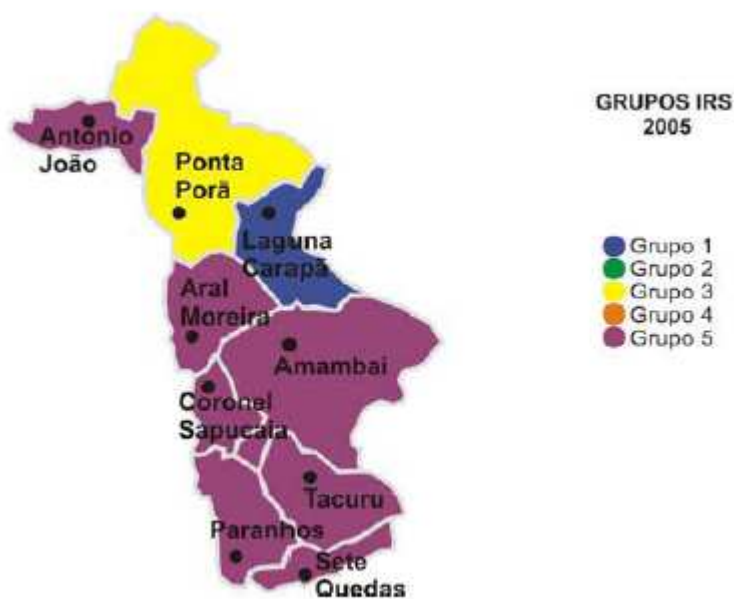 GRUPOS IRS
2005
Antonio
João
Ponta
Porã
Laguna
Carapã
Aral
Moreira
Amambai
Coronel
Sapucaia
Tacuru
Paranhos
Sete
Quedas
Grupo 1
Grupo 2
Grupo 3
Grupo 4
Grupo 5